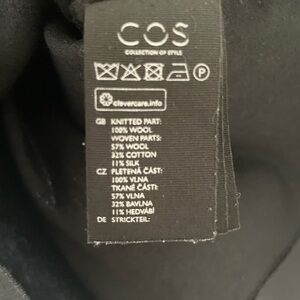 COS
COLLECTION OF STYLE
P
clevercare.info
GB KNITTED PART:
100% WOOL
WOVEN PARTS:
57% WOOL
32% COTTON
11% SILK
CZ PLETENÁ ČÁST:
100% VLNA
TKANÉ ČÁSTI:
57% VLNA
32% BAVLNA
11% HEDVÁBÍ
DE STRICKTEIL: